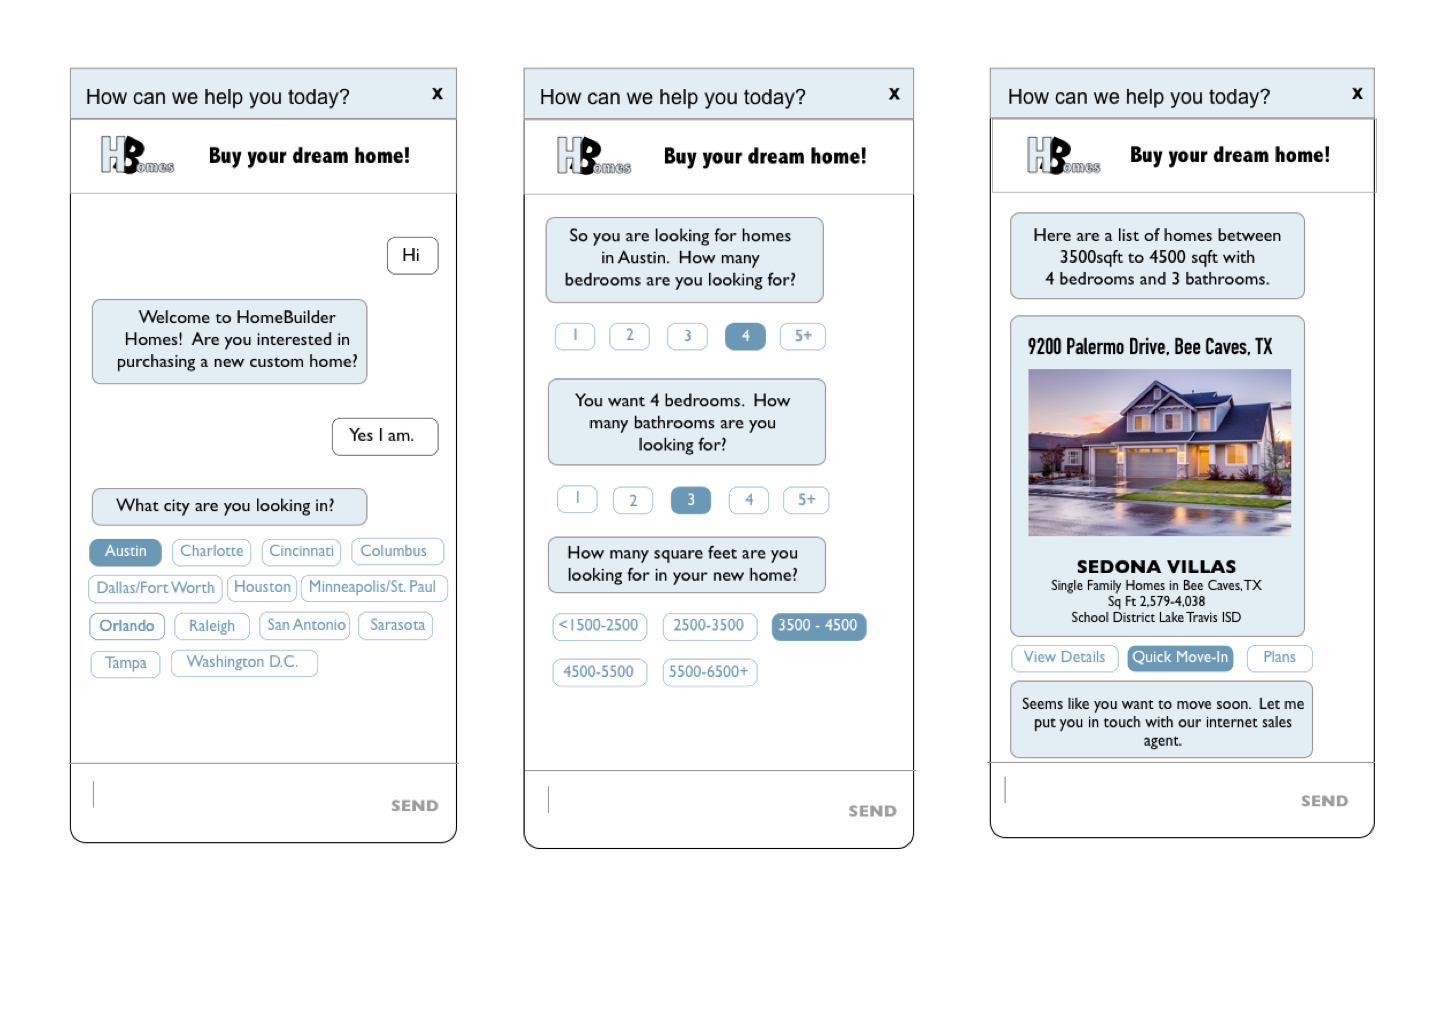 How can we help you today?
x
HB omes
Buy your dream home!
Hi
Welcome to HomeBuilder
Homes! Are you interested in
purchasing a new custom home?
Yes I am.
What city are you looking in?
Austin
Charlotte
Cincinnati
Columbus
Dallas/Fort Worth
Houston
Minneapolis/St. Paul
Orlando
Raleigh
San Antonio
Sarasota
Tampa
Washington D.C.
SEND
How can we help you today?
x
HB omes
Buy your dream home!
So you are looking for homes
in Austin. How many
bedrooms are you looking for?
1
2
3
4
5+
You want 4 bedrooms. How
many bathrooms are you
looking for?
1
2
3
4
5+
How many square feet are you
looking for in your new home?
<1500-2500
2500-3500
3500 - 4500
4500-5500
5500-6500+
SEND
How can we help you today?
x
HB omes
Buy your dream home!
Here are a list of homes between
3500sqft to 4500 sqft with
4 bedrooms and 3 bathrooms.
9200 Palermo Drive, Bee Caves, TX
SEDONA VILLAS
Single Family Homes in Bee Caves, TX
Sq Ft 2,579-4,038
School District Lake Travis ISD
View Details
Quick Move-In
Plans
Seems like you want to move soon. Let me
put you in touch with our internet sales
agent.
SEND